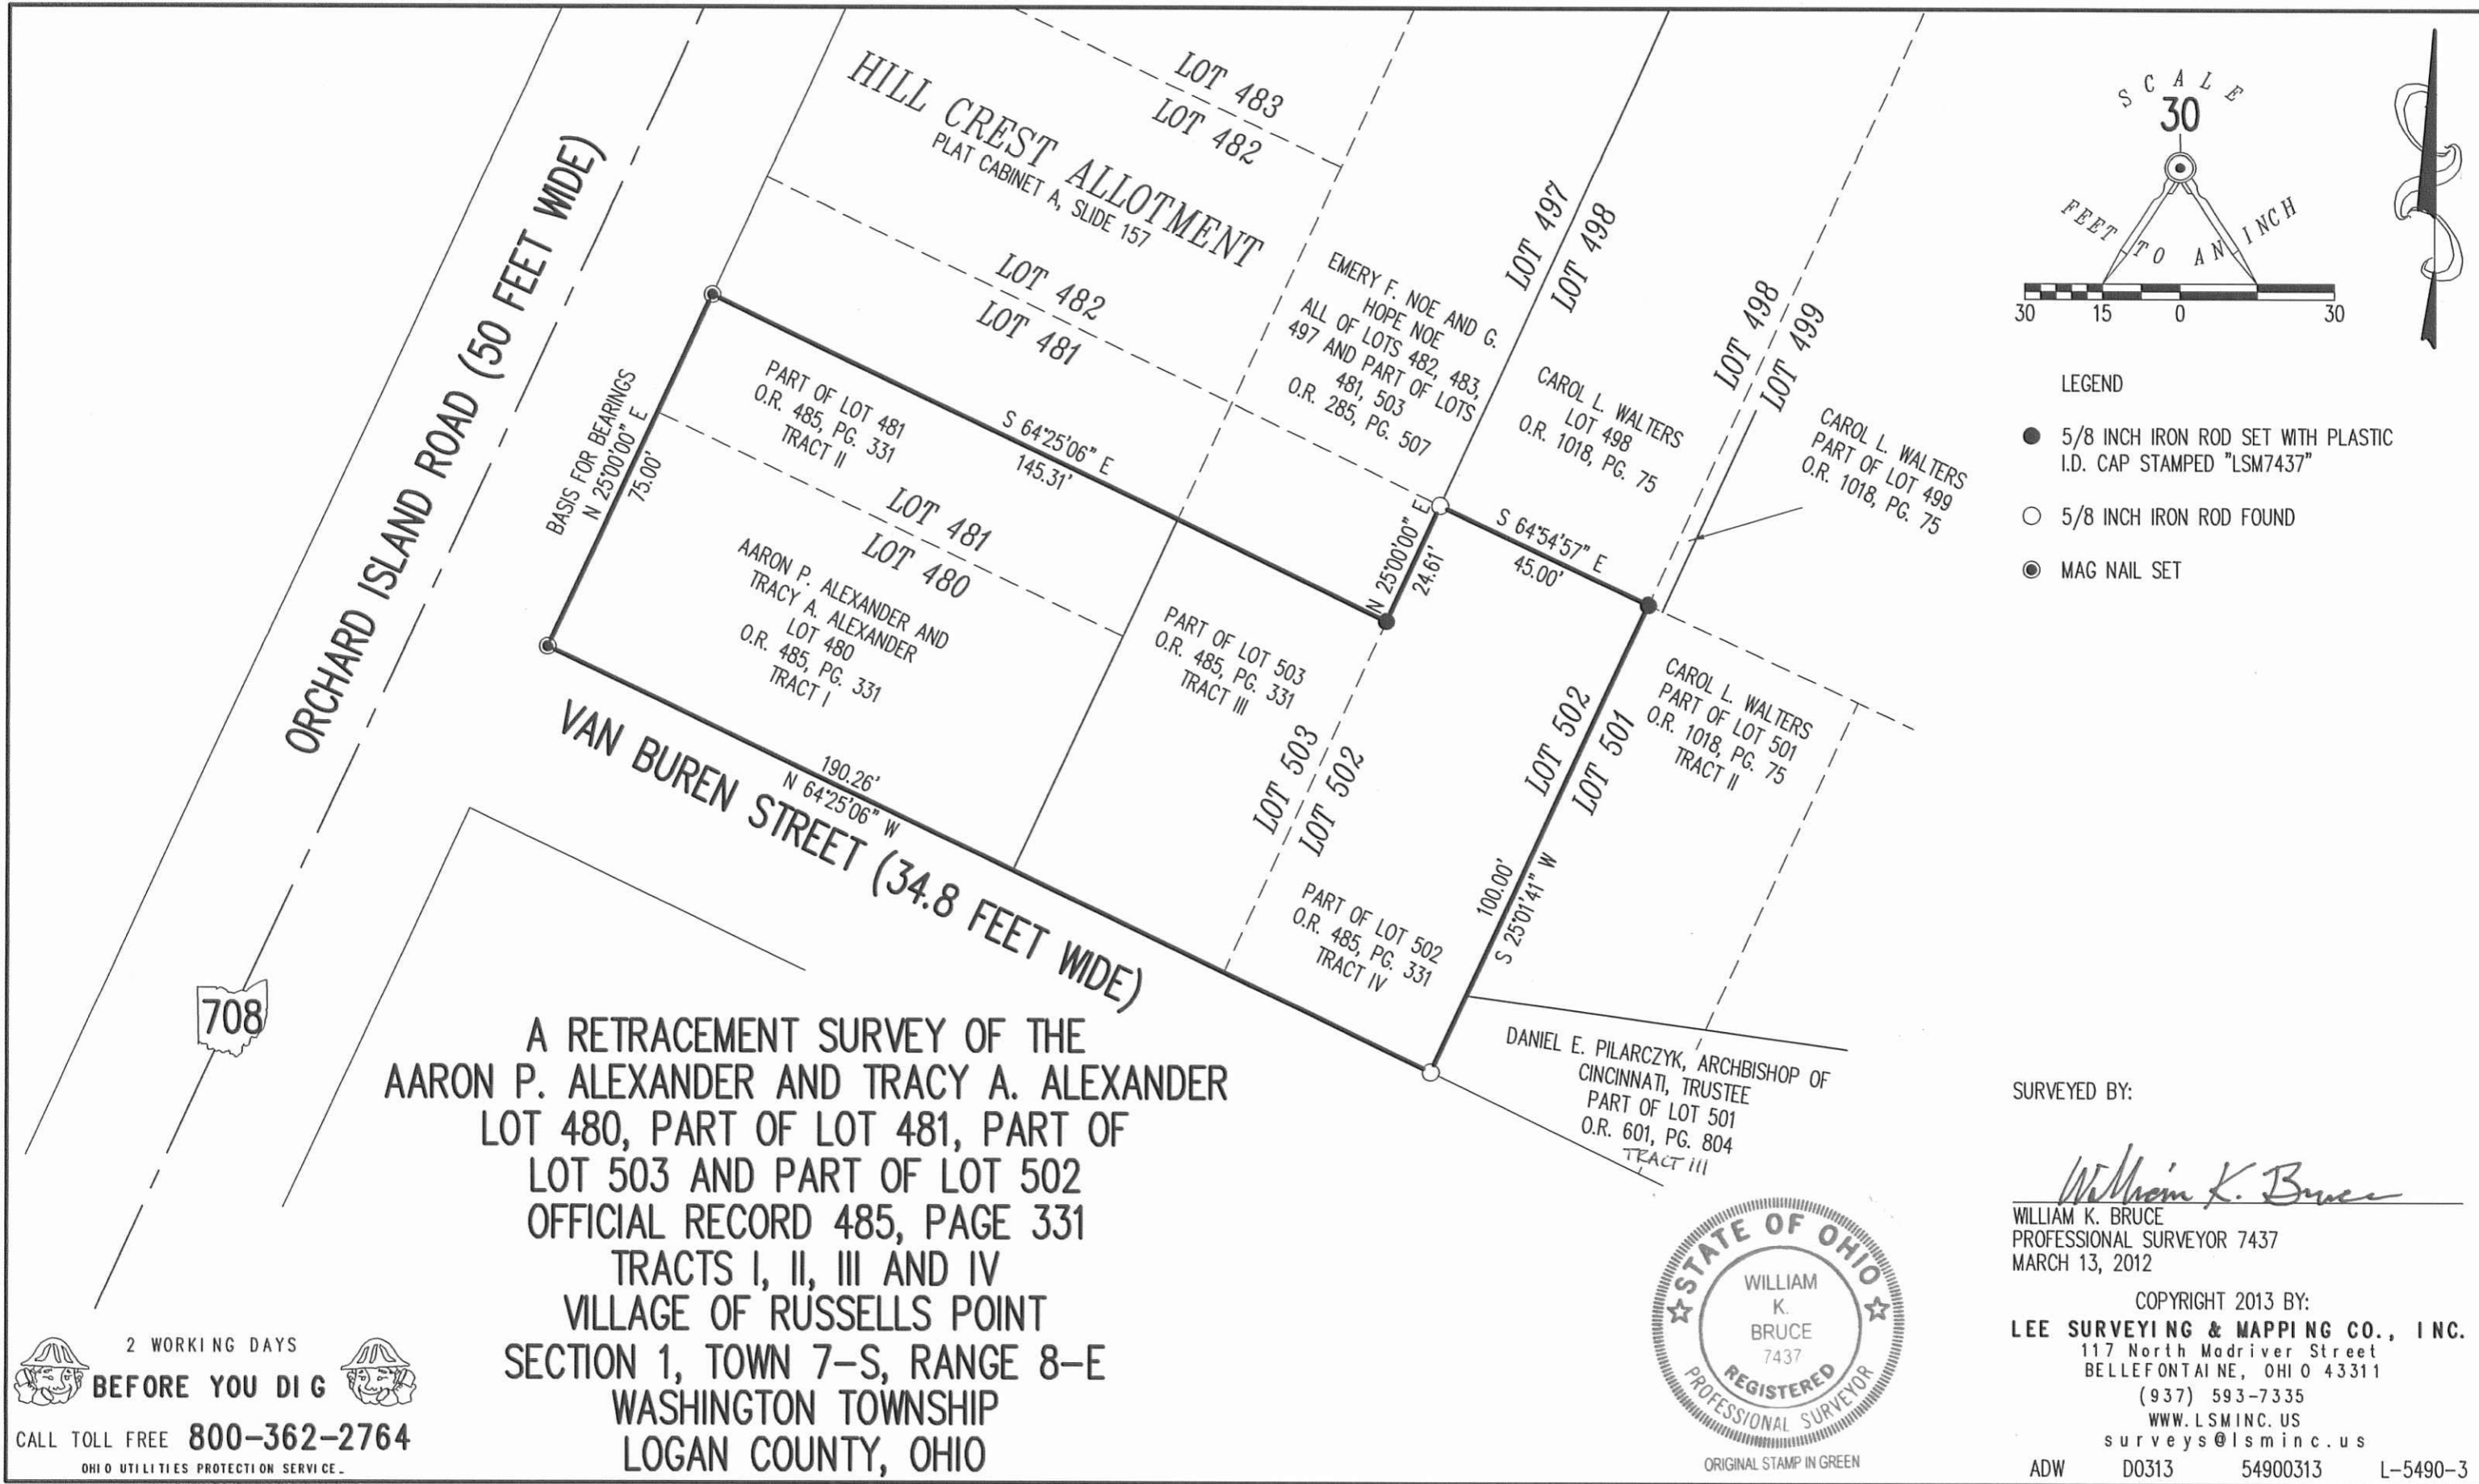 LOT 483
LOT 482
HILL CREST ALLOTMENT
PLAT CABINET A, SLIDE 157
ORCHARD ISLAND ROAD (50 FEET WIDE)
LOT 482
LOT 481
BASIS FOR BEARINGS
N 25°00'00" E
75.00'
PART OF LOT 481
O.R. 485, PG. 331
TRACT II
S 64°25'06" E
145.31'
EMERY F. NOE AND G.
HOPE NOE
ALL OF LOTS 482, 483,
497 AND PART OF LOTS
481, 503
O.R. 285, PG. 507
LOT 497
LOT 498
CAROL L. WALTERS
LOT 498
O.R. 1018, PG. 75
LOT 498
LOT 499
CAROL L. WALTERS
PART OF LOT 499
O.R. 1018, PG. 75
LOT 481
LOT 480
AARON P. ALEXANDER AND
TRACY A. ALEXANDER
LOT 480
O.R. 485, PG. 331
TRACT I
N 25°00'00" E
24.61'
S 64°54'57" E
45.00'
PART OF LOT 503
O.R. 485, PG. 331
TRACT III
LOT 503
LOT 502
LOT 502
LOT 501
CAROL L. WALTERS
PART OF LOT 501
O.R. 1018, PG. 75
TRACT II
190.26'
N 64°25'06" W
VAN BUREN STREET (34.8 FEET WIDE)
100.00'
S 25°01'41" W
PART OF LOT 502
O.R. 485, PG. 331
TRACT IV
DANIEL E. PILARCZYK, ARCHBISHOP OF
CINCINNATI, TRUSTEE
PART OF LOT 501
O.R. 601, PG. 804
TRACT III
708
SCALE
30
FEET TO AN INCH
30 15 0 30
LEGEND
5/8 INCH IRON ROD SET WITH PLASTIC
I.D. CAP STAMPED "LSM7437"
5/8 INCH IRON ROD FOUND
MAG NAIL SET
A RETRACEMENT SURVEY OF THE
AARON P. ALEXANDER AND TRACY A. ALEXANDER
LOT 480, PART OF LOT 481, PART OF
LOT 503 AND PART OF LOT 502
OFFICIAL RECORD 485, PAGE 331
TRACTS I, II, III AND IV
VILLAGE OF RUSSELLS POINT
SECTION 1, TOWN 7-S, RANGE 8-E
WASHINGTON TOWNSHIP
LOGAN COUNTY, OHIO
2 WORKING DAYS
BEFORE YOU DIG
CALL TOLL FREE 800-362-2764
OHIO UTILITIES PROTECTION SERVICE.
STATE OF OHIO
WILLIAM
K.
BRUCE
7437
REGISTERED
PROFESSIONAL SURVEYOR
ORIGINAL STAMP IN GREEN
SURVEYED BY:
William K. Bruce
WILLIAM K. BRUCE
PROFESSIONAL SURVEYOR 7437
MARCH 13, 2012
COPYRIGHT 2013 BY:
LEE SURVEYING & MAPPING CO., INC.
117 North Madriver Street
BELLEFONTAINE, OHIO 43311
(937) 593-7335
WWW.LSMINC.US
surveys@lsminc.us
ADW D0313 54900313 L-5490-3